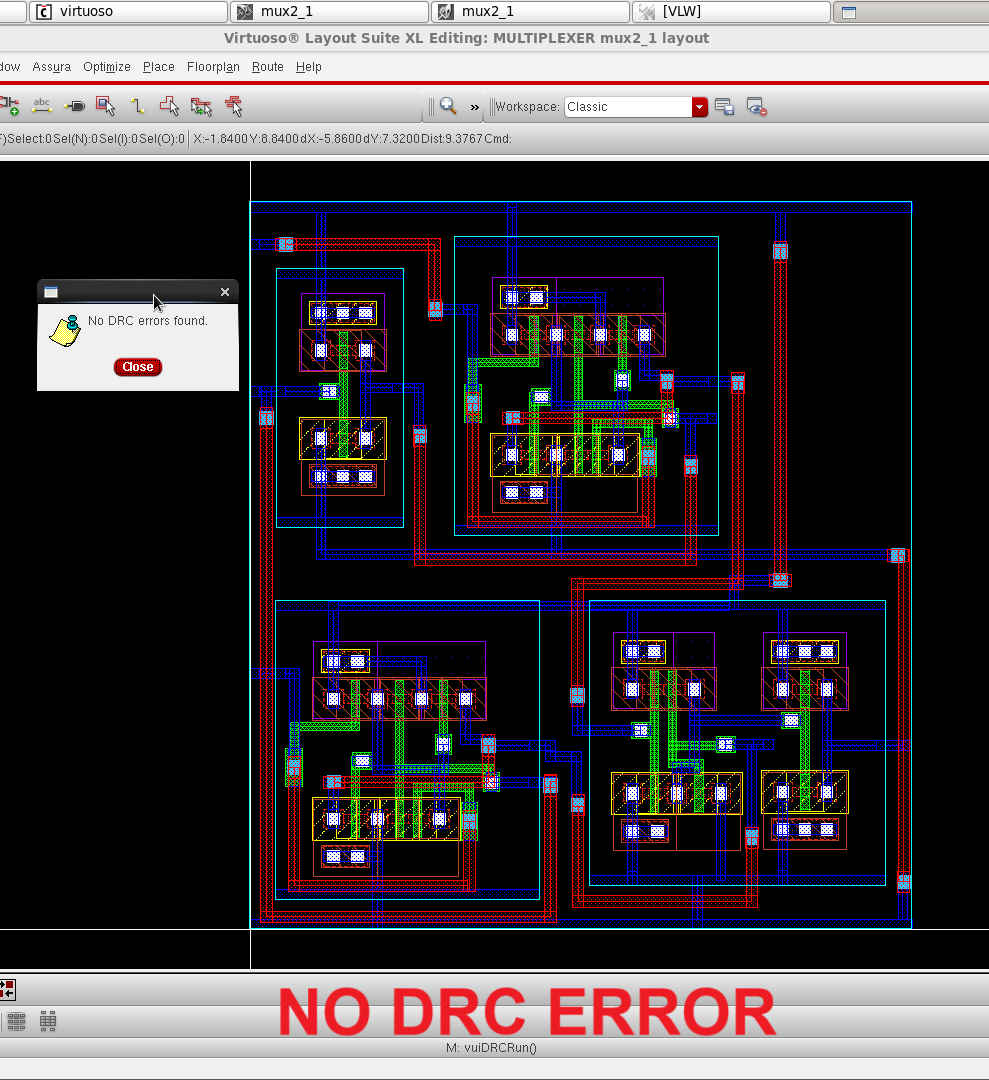 virtuoso
mux2_1
mux2_1
[VLW]
Virtuoso® Layout Suite XL Editing: MULTIPLEXER mux2_1 layout
dow Assura Optimize Place Floorplan Route Help
abc
» Workspace: Classic
F)Select:0 Sel(N):0 Sel(I):0 Sel(O):0 X:-1.8400 Y:8.8400 dX:-5.8600 dY:7.3200 Dist:9.3767 Cmd:
No DRC errors found.
Close
NO DRC ERROR
M: vuiDRCRun()